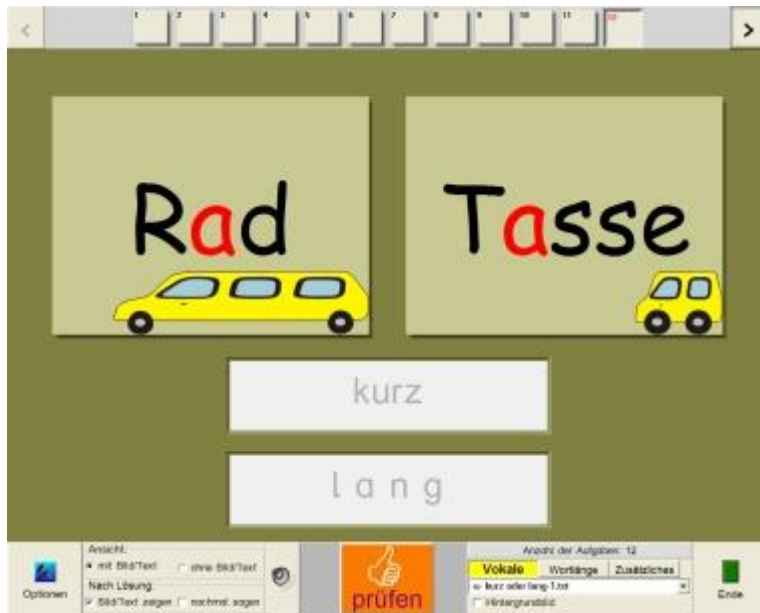 <
1 2 3 4 5 6 7 8 9 10 11 12
>
Rad Tasse
kurz
lang
Optionen
Ansicht:
mit Bild/Text ohne Bild/Text
Nach Lösung:
Bild/Text zeigen nochmal sagen
prüfen
Anzahl der Aufgaben: 12
Vokale Wortlänge Zusätzliches
kurz oder lang-1.txt
Hintergrundbild
Ende